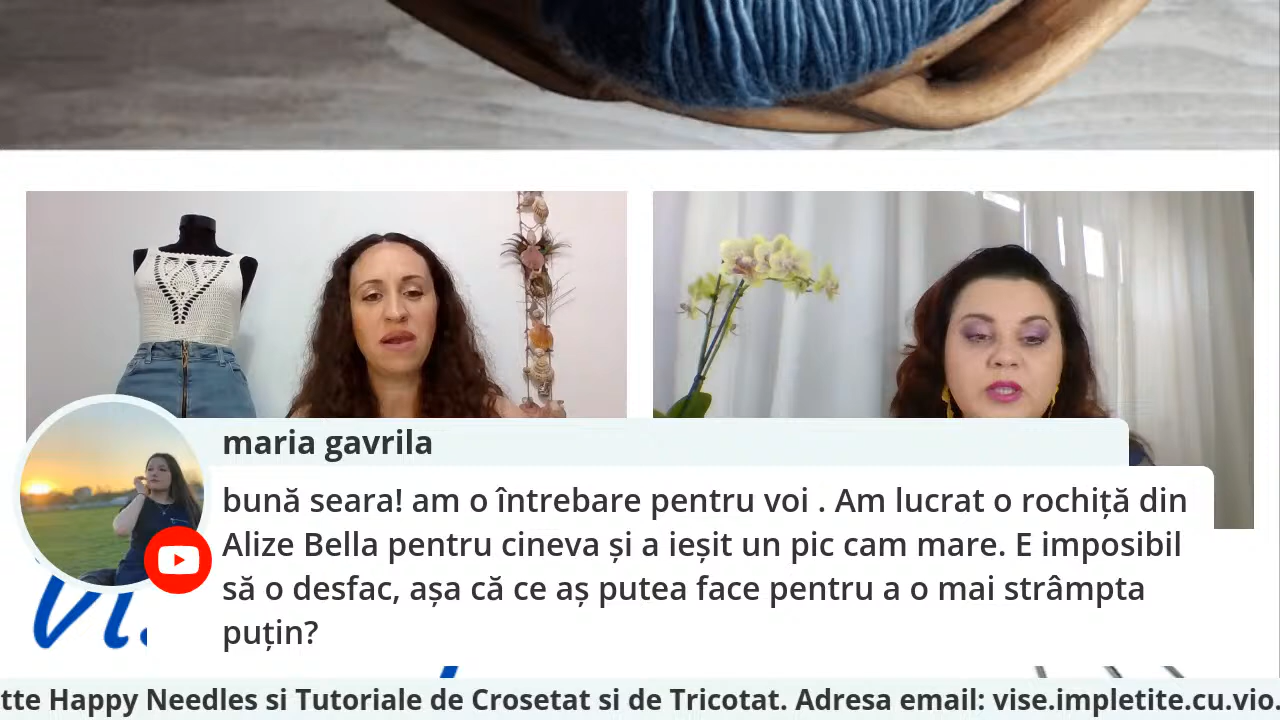 maria gavrila
bună seara! am o întrebare pentru voi . Am lucrat o rochiță din
Alize Bella pentru cineva și a ieșit un pic cam mare. E imposibil
să o desfac, așa că ce aș putea face pentru a o mai strâmpta
puțin?
tte Happy Needles si Tutoriale de Crosetat si de Tricotat. Adresa email: vise.impletite.cu.vio.